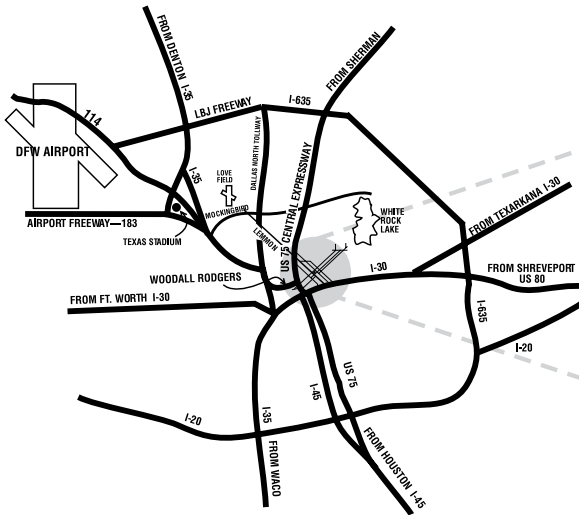 FROM DENTON I-35
FROM SHERMAN
114
LBJ FREEWAY
I-635
DFW AIRPORT
I-35
LOVE
FIELD
DALLAS NORTH TOLLWAY
US 75 CENTRAL EXPRESSWAY
MOCKINGBIRD
AIRPORT FREEWAY—183
TEXAS STADIUM
LEMMON
WHITE
ROCK
LAKE
FROM TEXARKANA I-30
WOODALL RODGERS
I-30
FROM SHREVEPORT
US 80
FROM FT. WORTH I-30
I-635
I-20
US 75
I-45
I-35
I-20
FROM WACO
FROM HOUSTON I-45